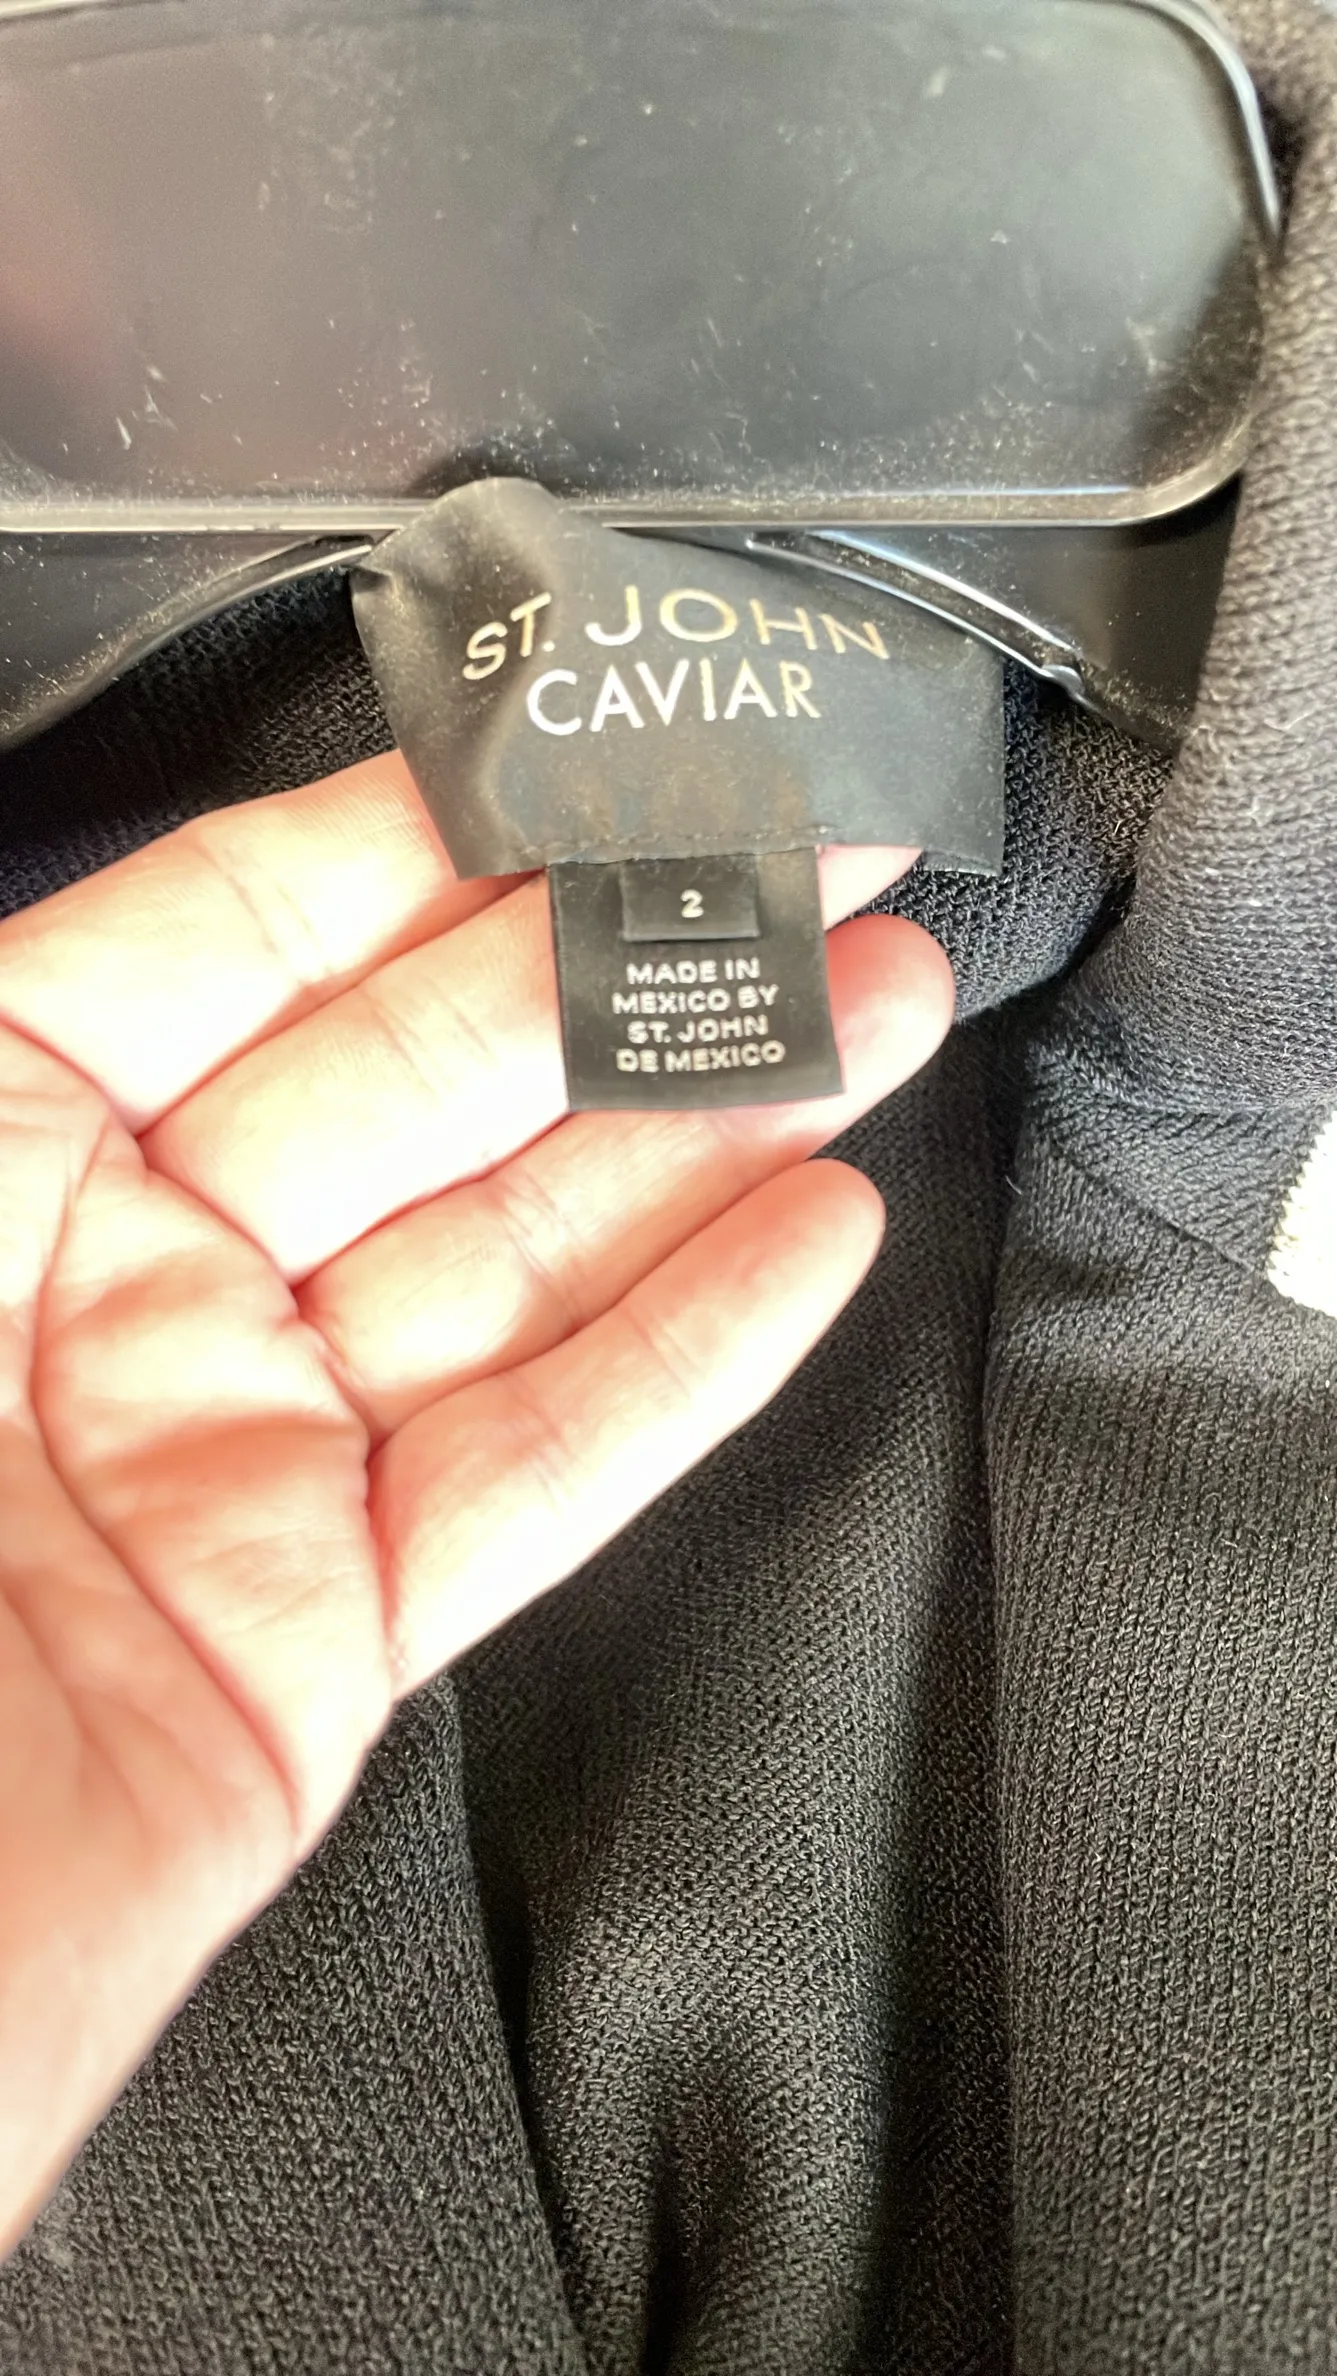 ST. JOHN
CAVIAR
2
MADE IN
MEXICO BY
ST. JOHN
DE MEXICO